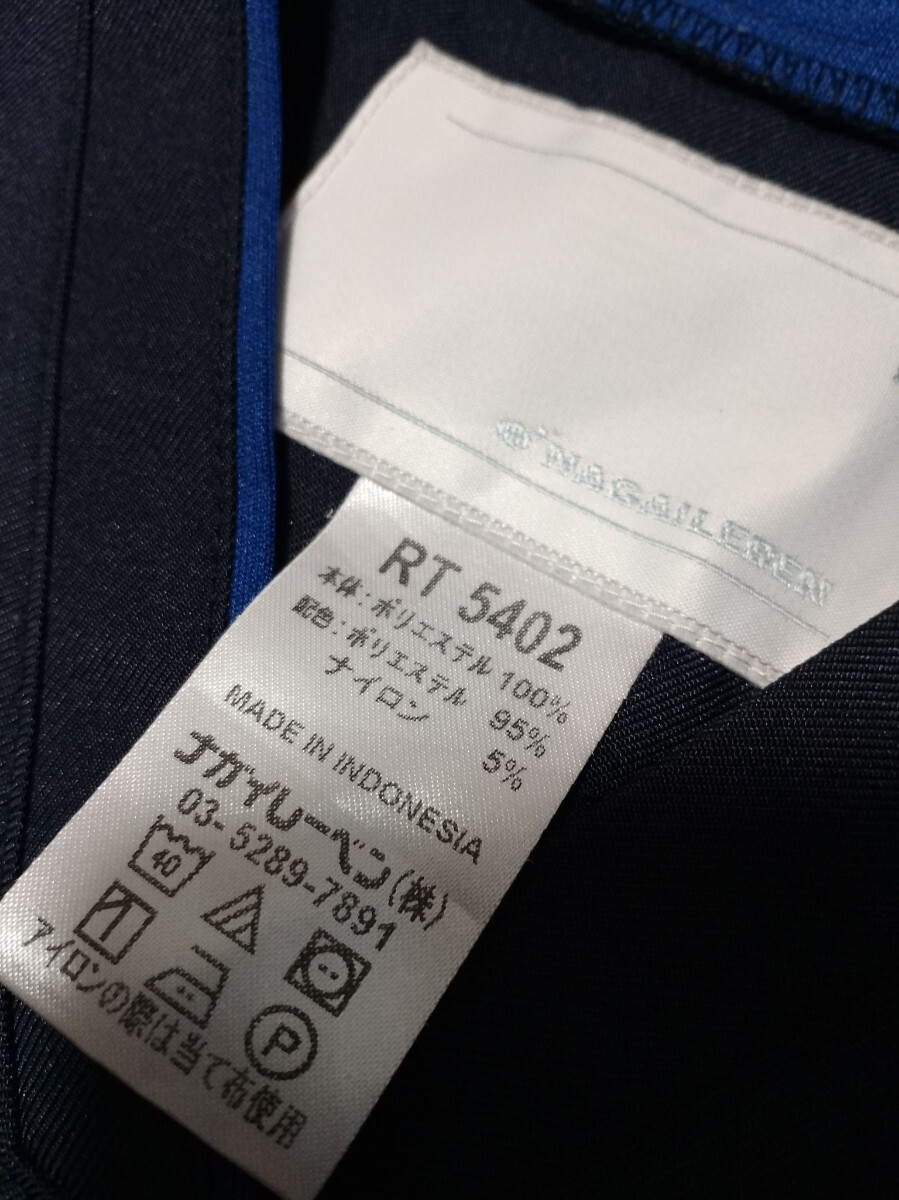 NAGAILEBEN
RT 5402
本体:ポリエステル 100%
配色:ポリエステル 95%
ナイロン 5%
MADE IN INDONESIA
ナガイレーベン(株)
03-5289-7891
40
P
アイロンの際は当て布使用